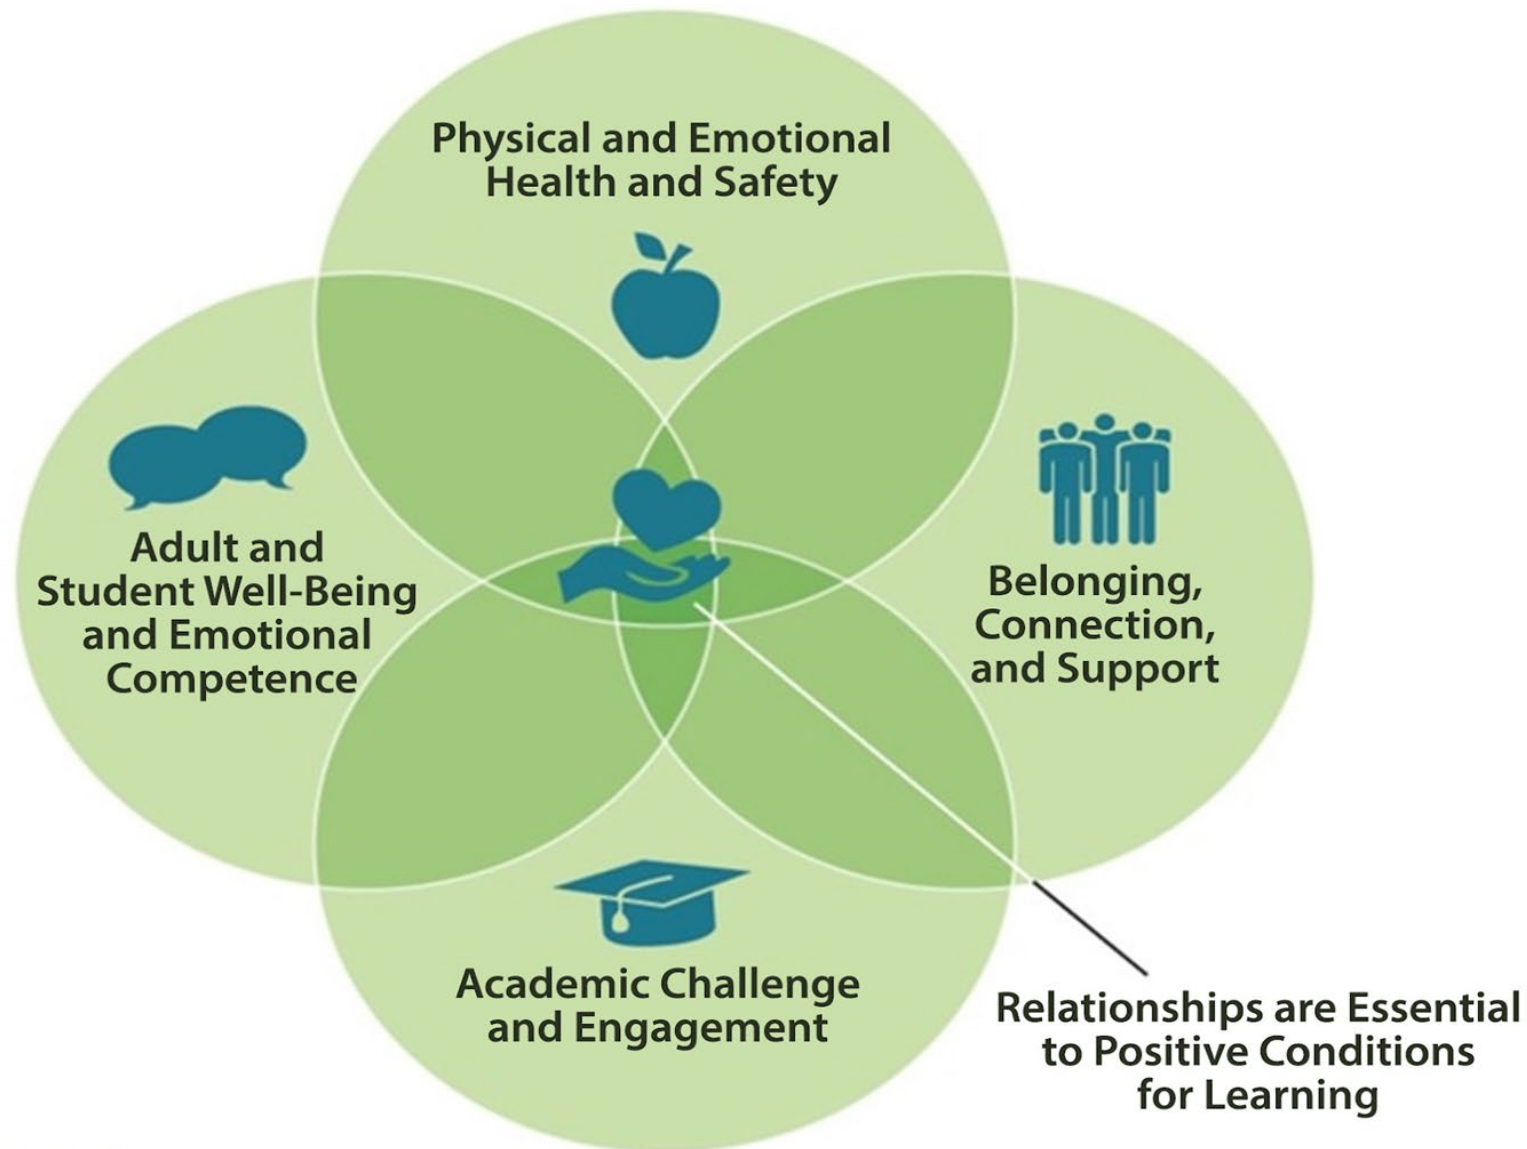 Physical and Emotional
Health and Safety
Adult and
Student Well-Being
and Emotional
Competence
Belonging,
Connection,
and Support
Academic Challenge
and Engagement
Relationships are Essential
to Positive Conditions
for Learning